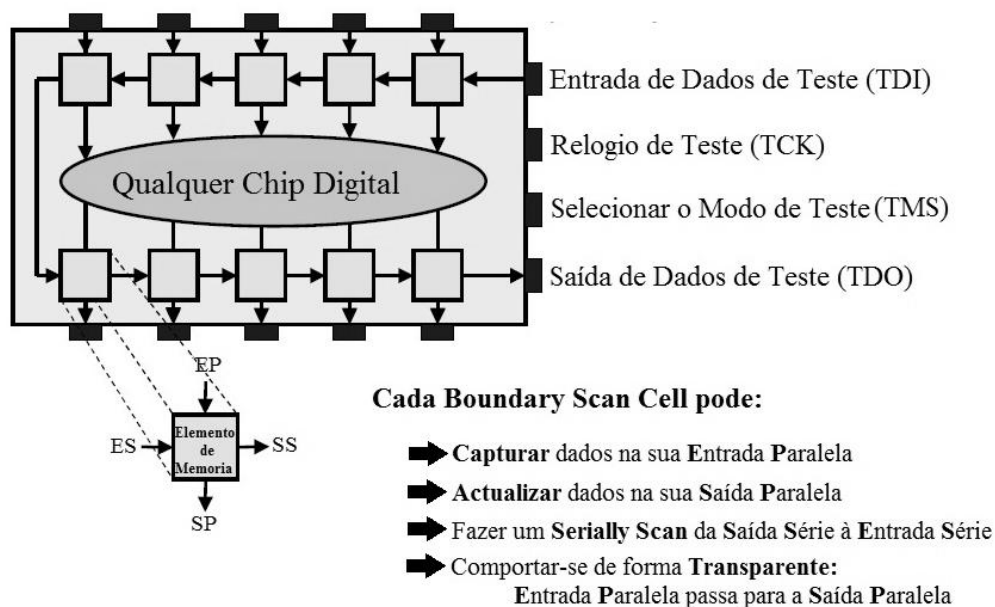 Entrada de Dados de Teste (TDI)
Relogio de Teste (TCK)
Qualquer Chip Digital
Selecionar o Modo de Teste (TMS)
Saída de Dados de Teste (TDO)
EP
ES
Elemento
de
Memoria
SS
SP
Cada Boundary Scan Cell pode:
Capturar dados na sua Entrada Paralela
Actualizar dados na sua Saída Paralela
Fazer um Serially Scan da Saída Série à Entrada Série
Comportar-se de forma Transparente:
Entrada Paralela passa para a Saída Paralela